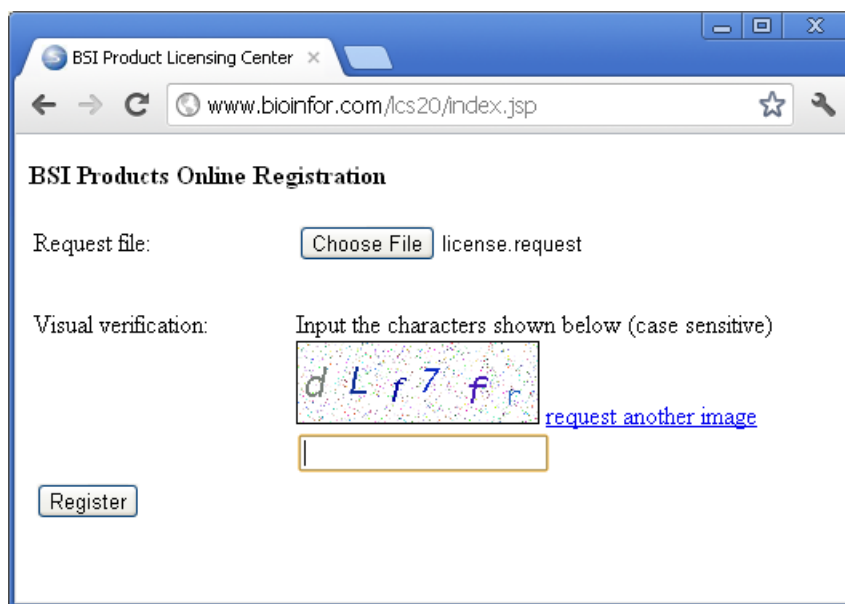 BSI Product Licensing Center
www.bioinfor.com/lcs20/index.jsp
BSI Products Online Registration
Request file: Choose File license.request
Visual verification: Input the characters shown below (case sensitive)
d L f 7 f r
request another image
Register